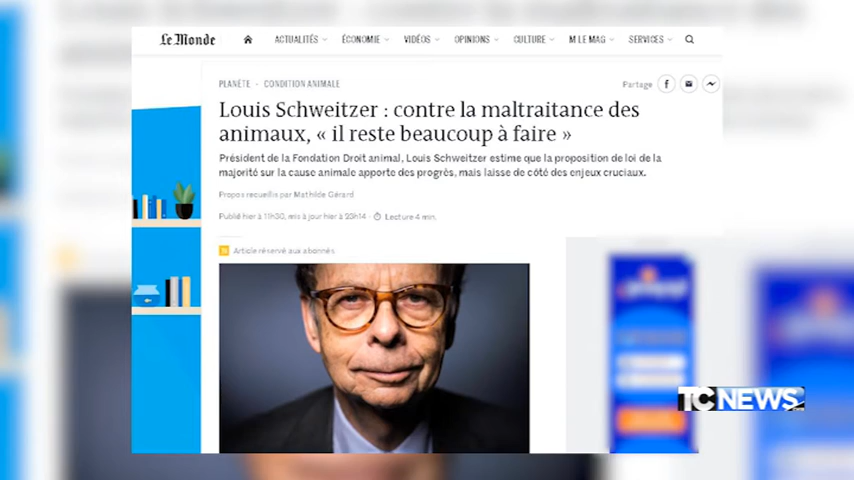 Le Monde
ACTUALITÉS ÉCONOMIE VIDÉOS OPINIONS CULTURE M LE MAG SERVICES
PLANÈTE - CONDITION ANIMALE
Partage
Louis Schweitzer : contre la maltraitance des
animaux, « il reste beaucoup à faire »
Président de la Fondation Droit animal, Louis Schweitzer estime que la proposition de loi de la
majorité sur la cause animale apporte des progrès, mais laisse de côté des enjeux cruciaux.
Propos recueillis par Mathilde Gérard
Publié hier à 11h30, mis à jour hier à 20h14 - Lecture 4 min.
Article réservé aux abonnés
TC NEWS